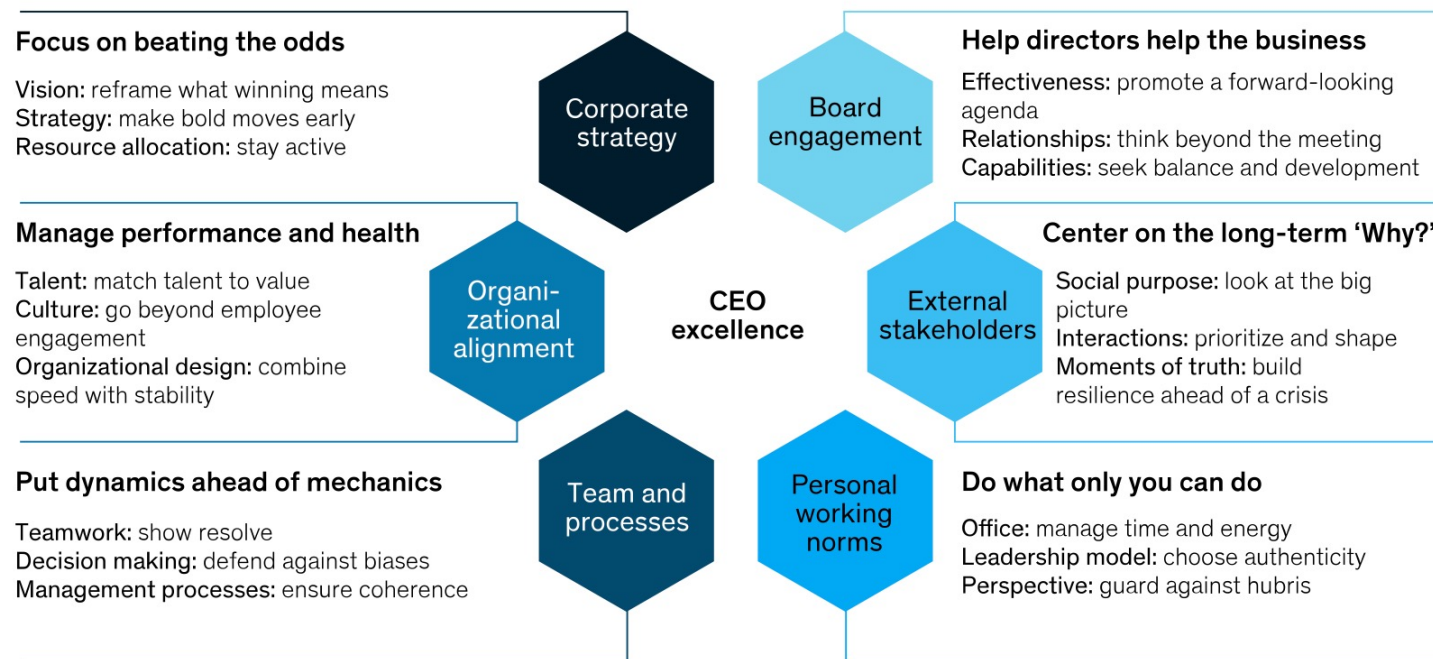 Focus on beating the odds
Vision: reframe what winning means
Strategy: make bold moves early
Resource allocation: stay active
Corporate
strategy
Board
engagement
Help directors help the business
Effectiveness: promote a forward-looking
agenda
Relationships: think beyond the meeting
Capabilities: seek balance and development
Manage performance and health
Talent: match talent to value
Culture: go beyond employee
engagement
Organizational design: combine
speed with stability
Organi-
zational
alignment
CEO
excellence
External
stakeholders
Center on the long-term ‘Why?’
Social purpose: look at the big
picture
Interactions: prioritize and shape
Moments of truth: build
resilience ahead of a crisis
Put dynamics ahead of mechanics
Teamwork: show resolve
Decision making: defend against biases
Management processes: ensure coherence
Team and
processes
Personal
working
norms
Do what only you can do
Office: manage time and energy
Leadership model: choose authenticity
Perspective: guard against hubris